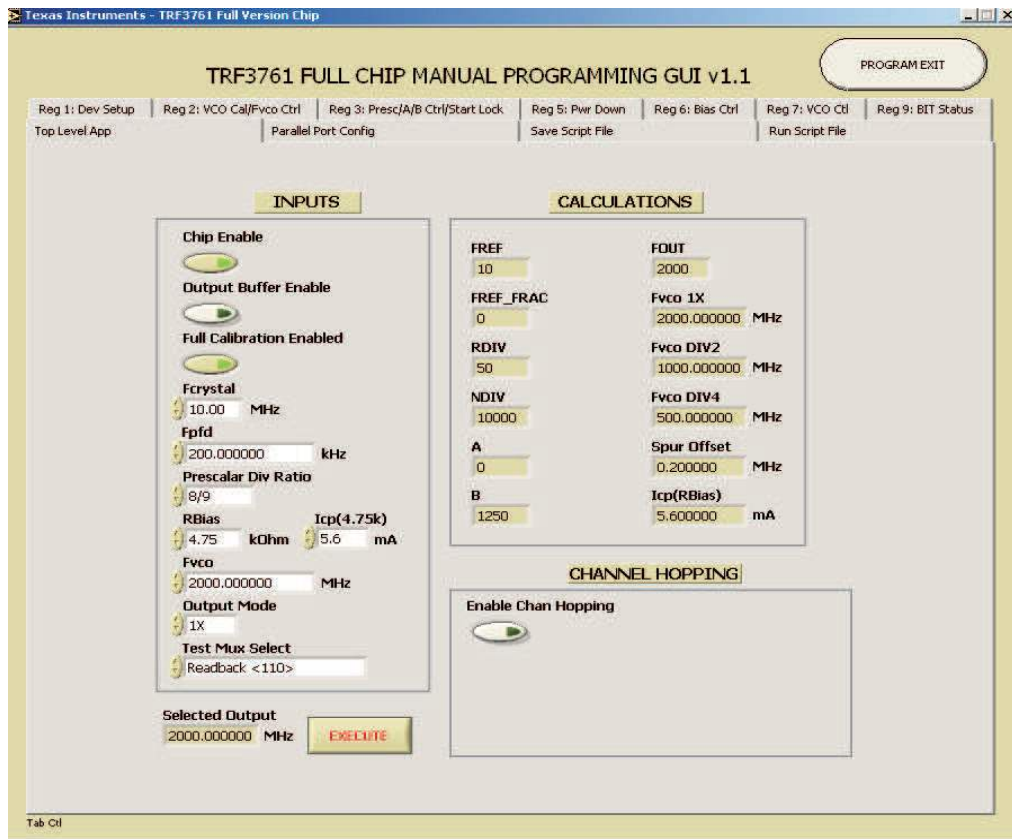 Texas Instruments - TRF3761 Full Version Chip
TRF3761 FULL CHIP MANUAL PROGRAMMING GUI v1.1
PROGRAM EXIT
Reg 1: Dev Setup
Reg 2: VCO Cal/Fvco Ctrl
Reg 3: Presc/A/B Ctrl/Start Lock
Reg 5: Pwr Down
Reg 6: Bias Ctrl
Reg 7: VCO Ctl
Reg 9: BIT Status
Top Level App
Parallel Port Config
Save Script File
Run Script File
INPUTS
Chip Enable
Output Buffer Enable
Full Calibration Enabled
Fcrystal
10.00 MHz
Fpfd
200.000000 kHz
Prescalar Div Ratio
8/9
RBias Icp(4.75k)
4.75 kOhm 5.6 mA
Fvco
2000.000000 MHz
Output Mode
1X
Test Mux Select
Readback <110>
Selected Output
2000.000000 MHz
EXECUTE
CALCULATIONS
FREF
10
FREF_FRAC
0
RDIV
50
NDIV
10000
A
0
B
1250
FOUT
2000
Fvco 1X
2000.000000 MHz
Fvco DIV2
1000.000000 MHz
Fvco DIV4
500.000000 MHz
Spur Offset
0.200000 MHz
Icp(RBias)
5.600000 mA
CHANNEL HOPPING
Enable Chan Hopping
Tab Ctl